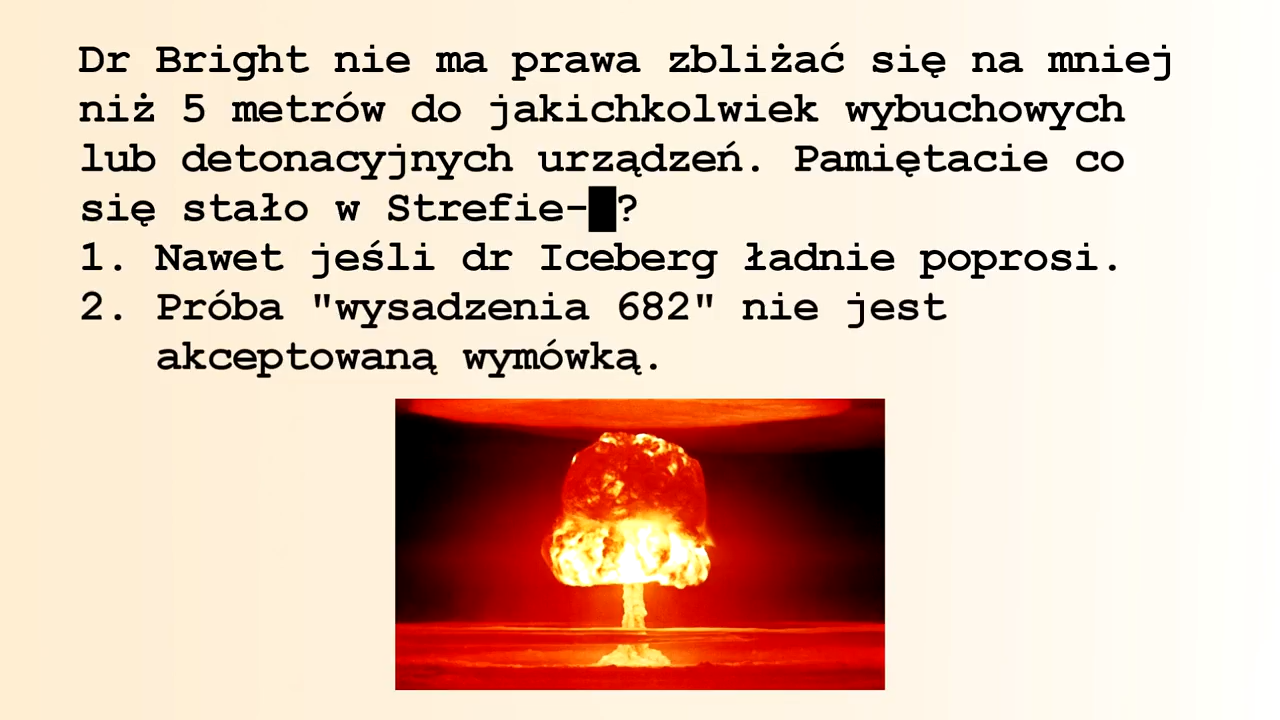 Dr Bright nie ma prawa zbliżać się na mniej
niż 5 metrów do jakichkolwiek wybuchowych
lub detonacyjnych urządzeń. Pamiętacie co
się stało w Strefie-█?
1. Nawet jeśli dr Iceberg ładnie poprosi.
2. Próba "wysadzenia 682" nie jest
akceptowaną wymówką.